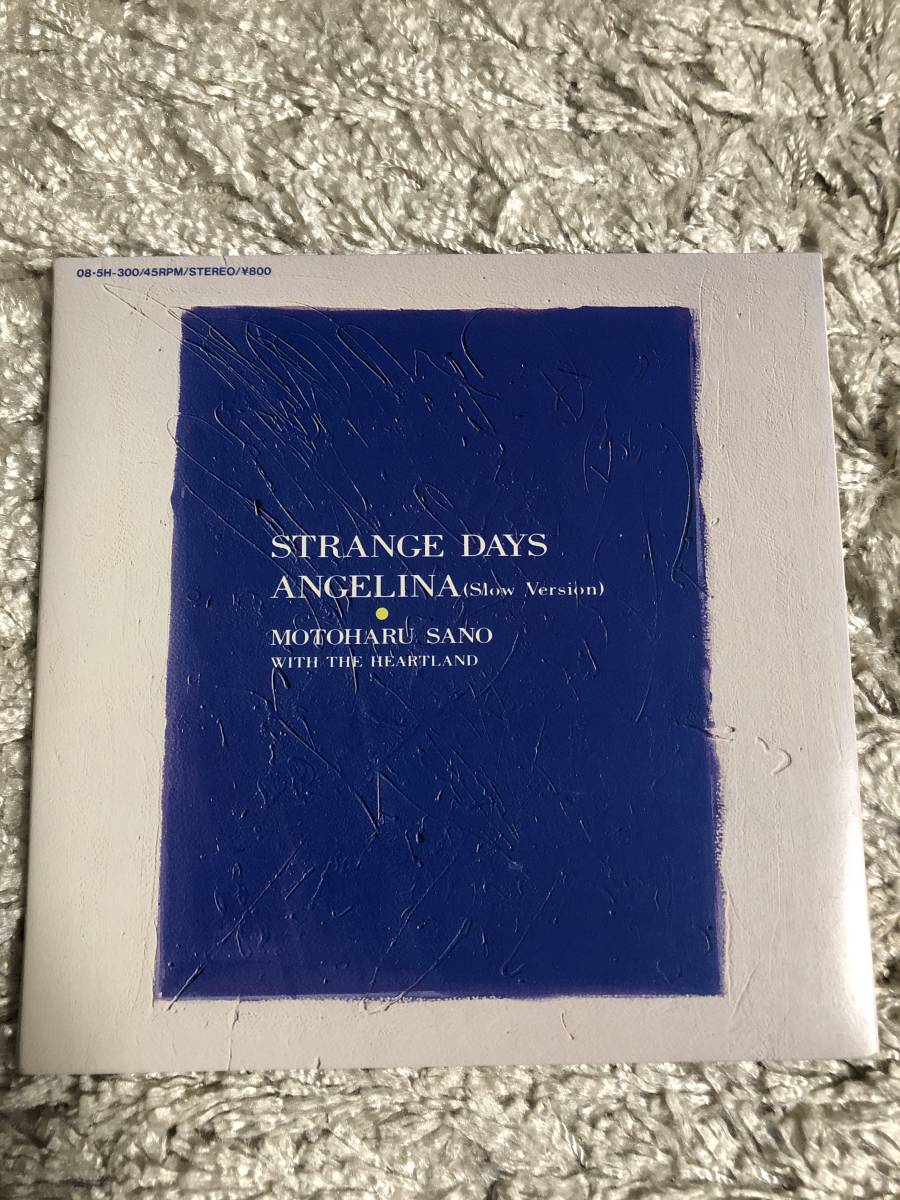 08・5H-300/45RPM/STEREO/¥800
STRANGE DAYS
ANGELINA(Slow Version)
MOTOHARU SANO
WITH THE HEARTLAND